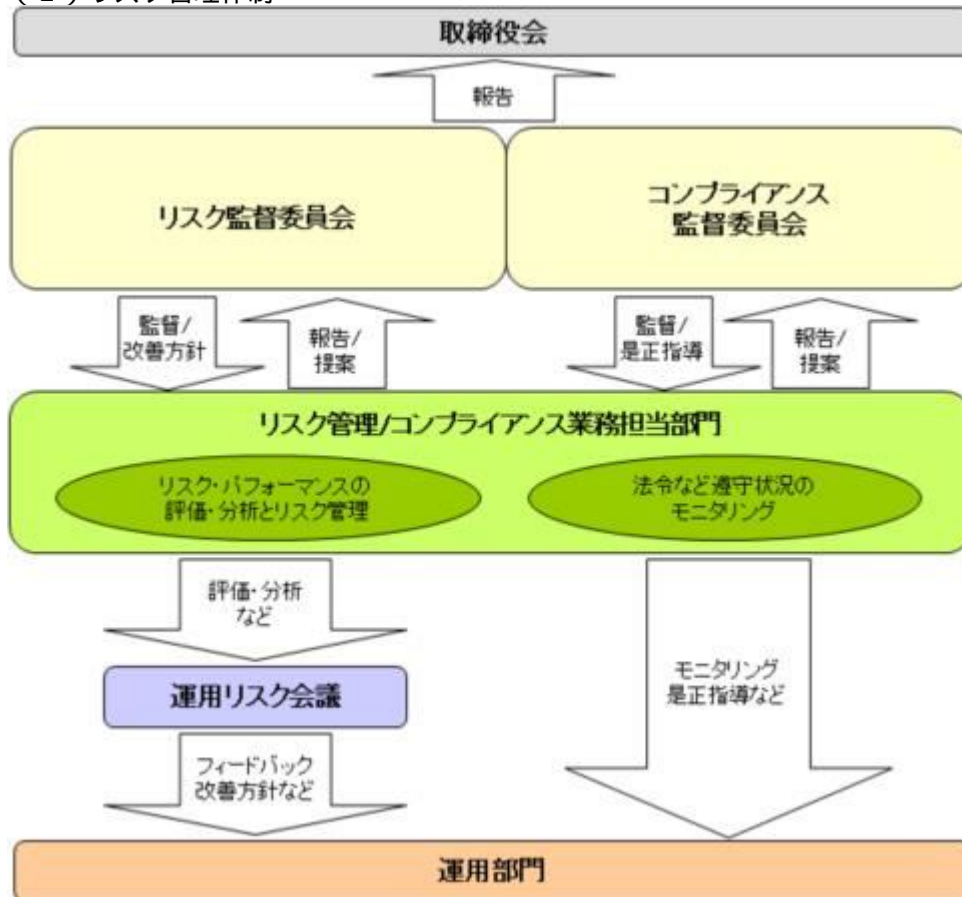 取締役会
報告
リスク監督委員会
コンプライアンス
監督委員会
監督/
改善方針
報告/
提案
監督/
是正指導
報告/
提案
リスク管理/コンプライアンス業務担当部門
リスク・パフォーマンスの
評価・分析とリスク管理
法令など遵守状況の
モニタリング
評価・分析
など
運用リスク会議
モニタリング
是正指導など
フィードバック
改善方針など
運用部門